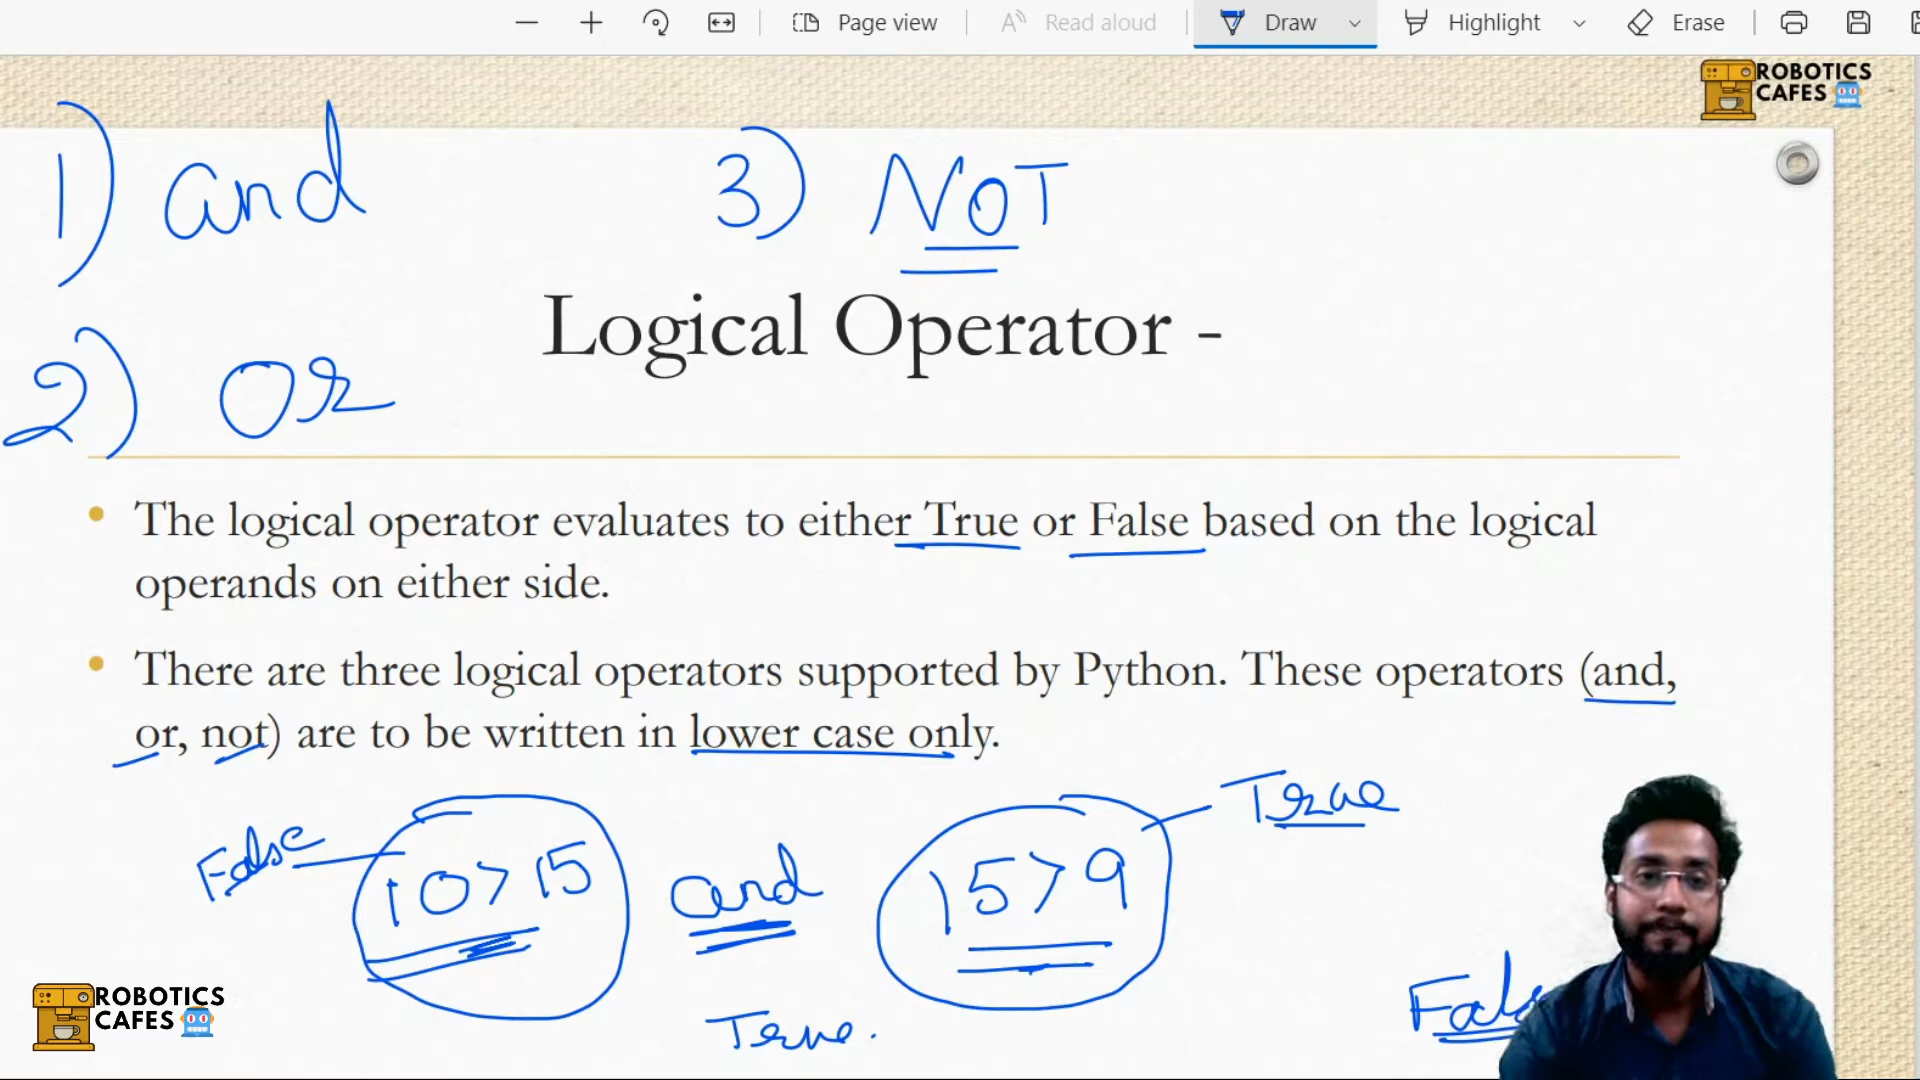 Page view
Read aloud
Draw
Highlight
Erase
ROBOTICS
CAFES
1) and
3) NOT
Logical Operator -
2) Or
• The logical operator evaluates to either True or False based on the logical
operands on either side.
• There are three logical operators supported by Python. These operators (and,
or, not) are to be written in lower case only.
True
False
10 > 15 and 15 > 9
ROBOTICS
CAFES
True.